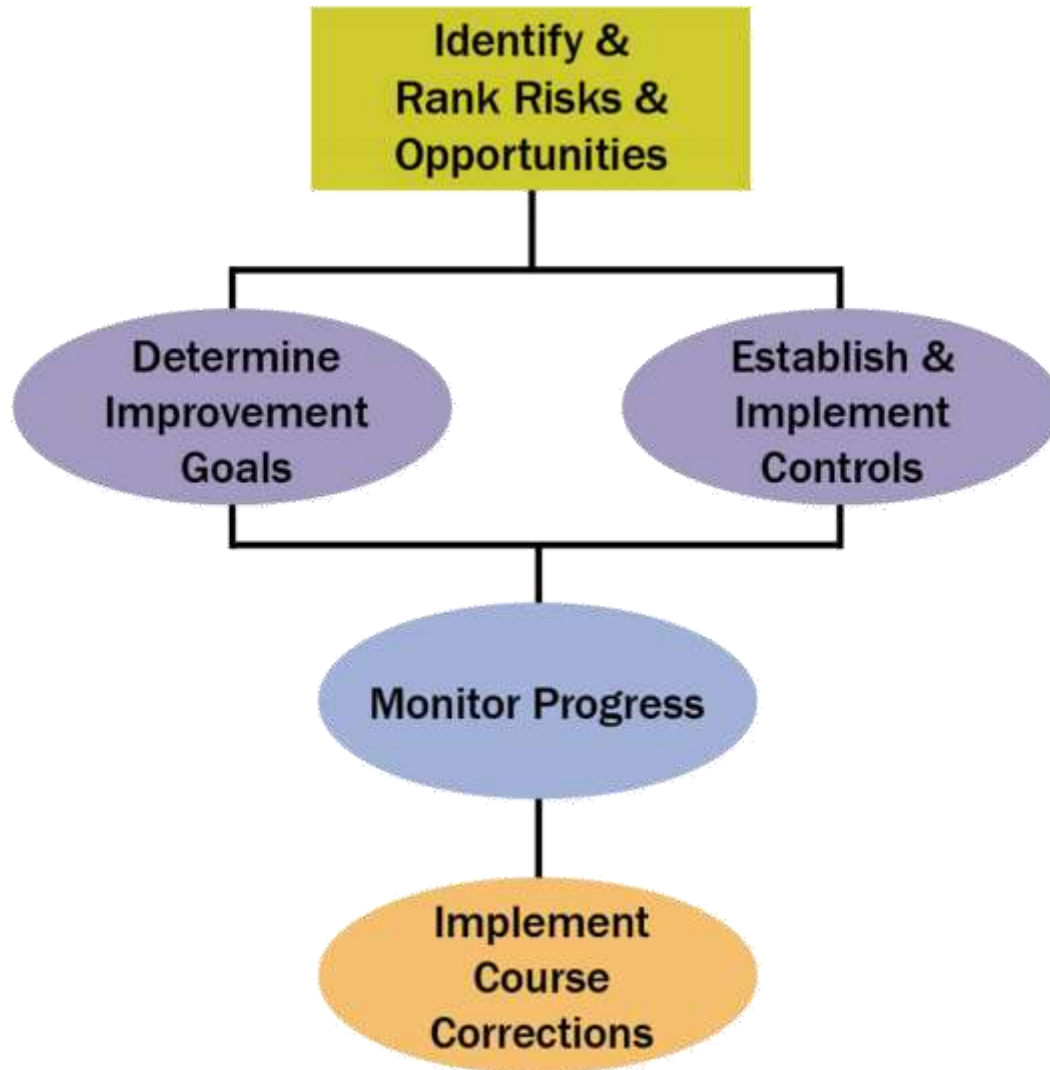 Identify &
Rank Risks &
Opportunities
Determine
Improvement
Goals
Establish &
Implement
Controls
Monitor Progress
Implement
Course
Corrections